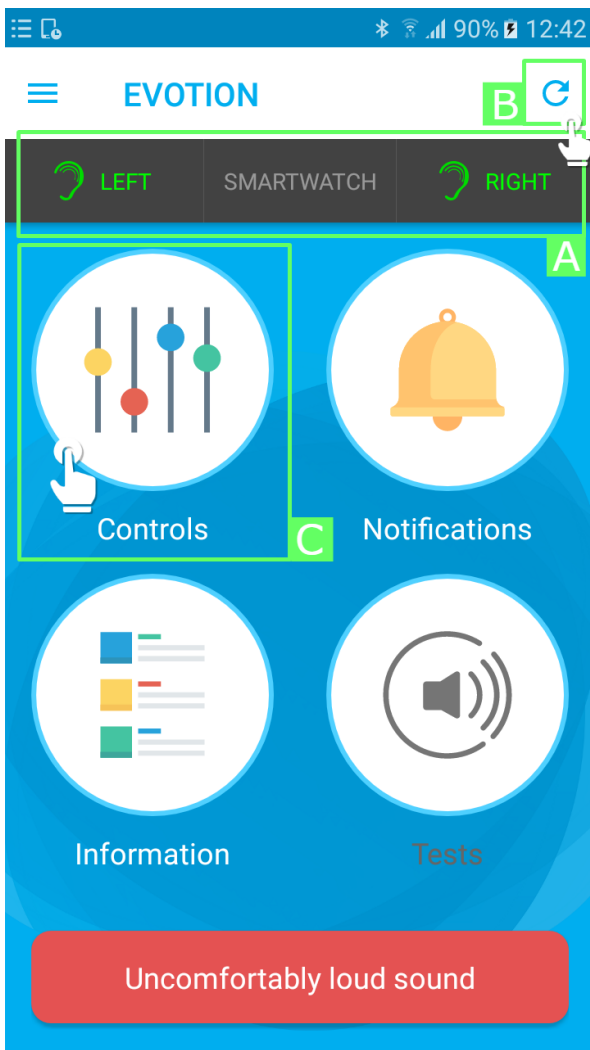 90% 12:42
EVOTION
B
LEFT SMARTWATCH RIGHT
A
Controls
C
Notifications
Information
Tests
Uncomfortably loud sound